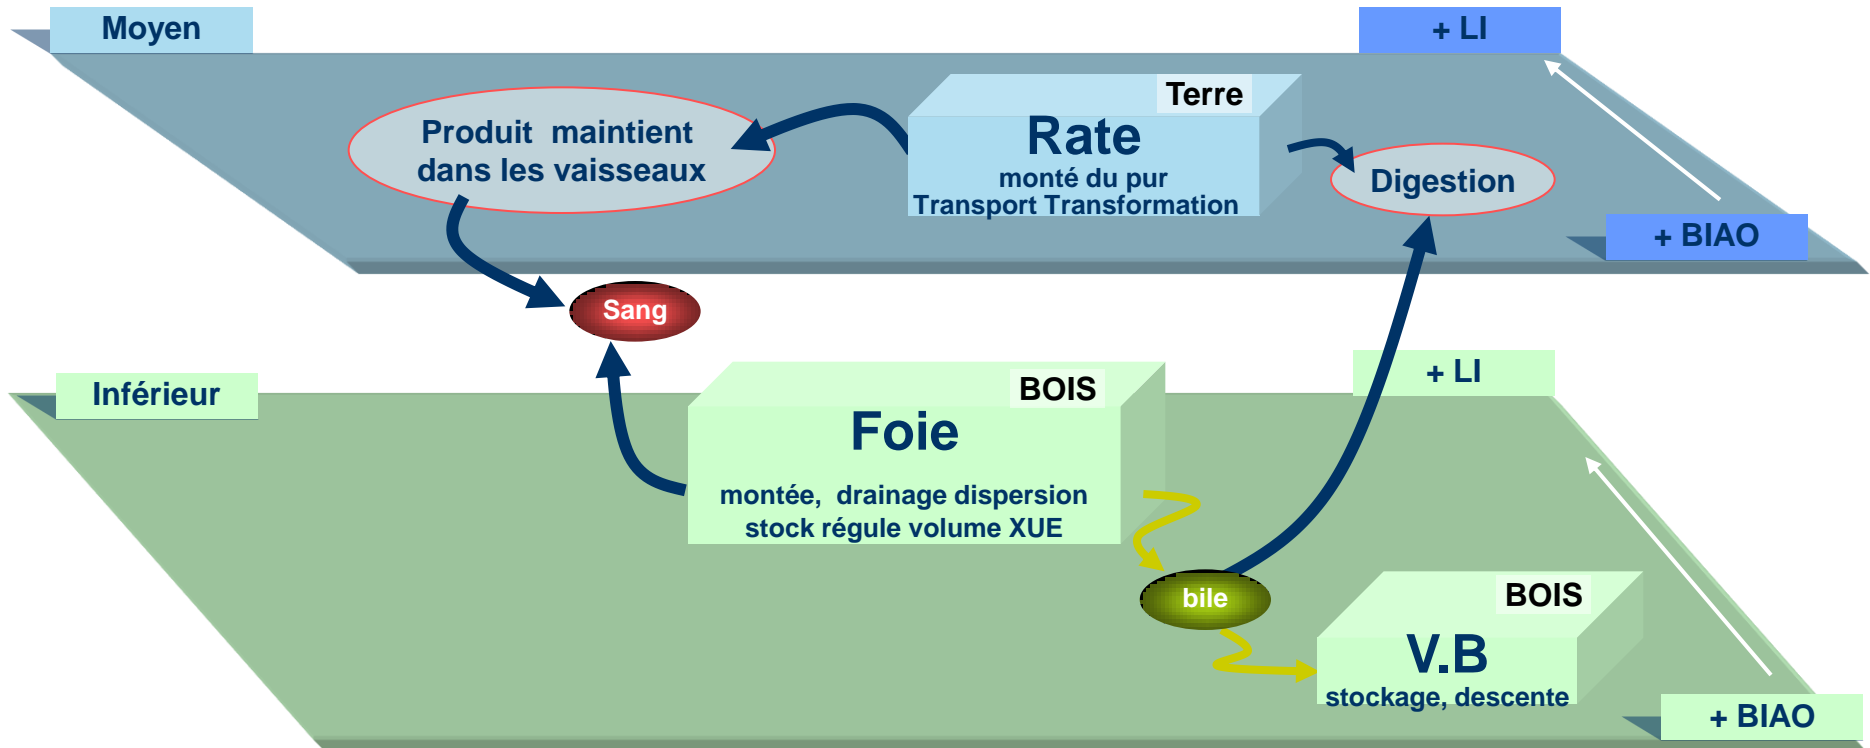 Moyen
+ LI
Terre
Produit maintient
dans les vaisseaux
Rate
monté du pur
Transport Transformation
Digestion
+ BIAO
Sang
Inférieur
+ LI
BOIS
Foie
montée, drainage dispersion
stock régule volume XUE
bile
BOIS
V.B
stockage, descente
+ BIAO